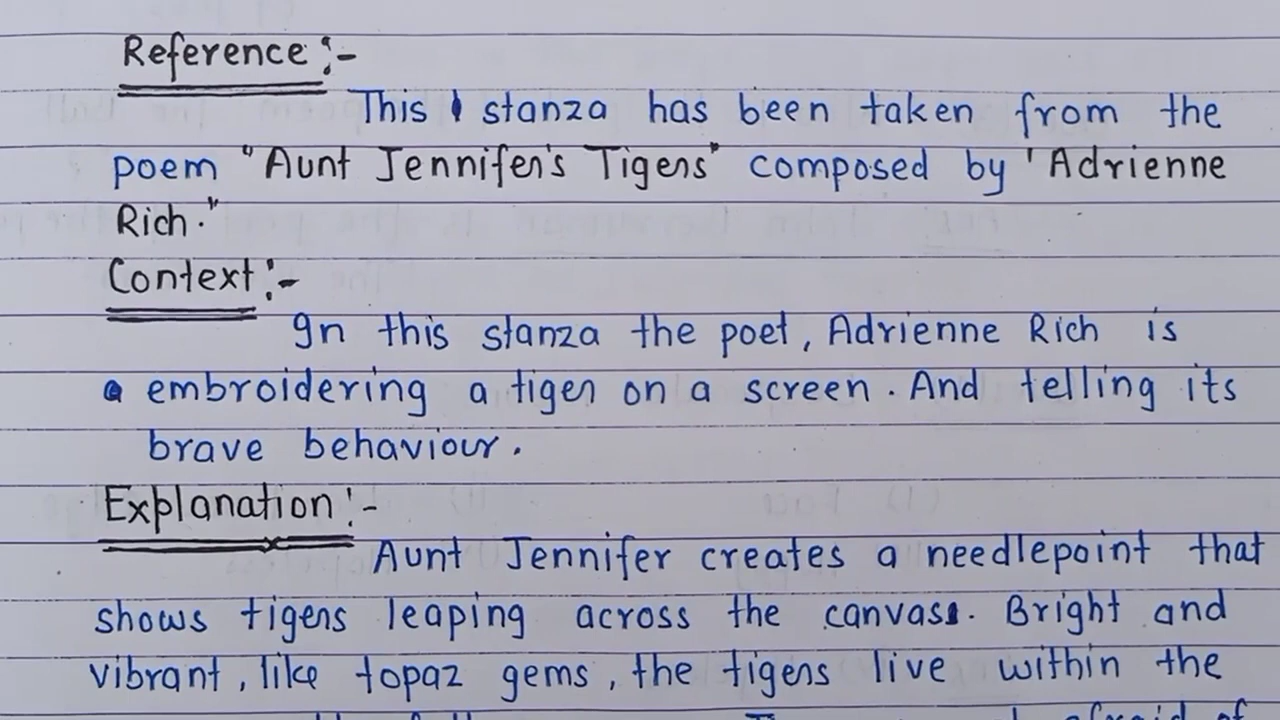 Reference :-
This stanza has been taken from the
poem "Aunt Jennifer's Tigers" composed by 'Adrienne
Rich."
Context :-
In this stanza the poet, Adrienne Rich is
embroidering a tiger on a screen. And telling its
brave behaviour.
Explanation :-
Aunt Jennifer creates a needlepoint that
shows tigers leaping across the canvas. Bright and
vibrant, like topaz gems, the tigers live within the
afraid of